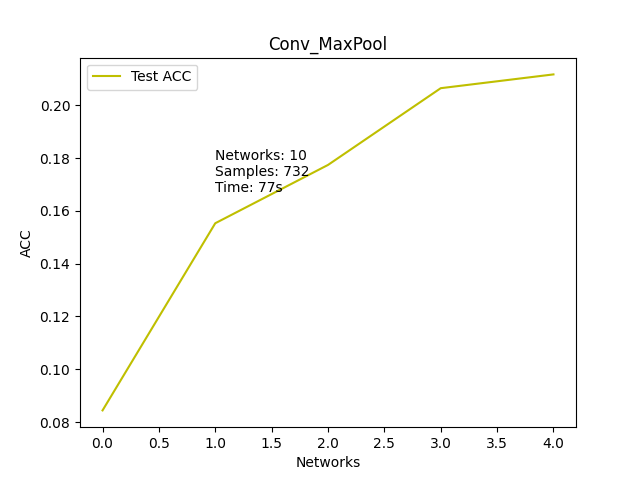 Conv_MaxPool
Test ACC
Networks: 10
Samples: 732
Time: 77s
ACC
0.20
0.18
0.16
0.14
0.12
0.10
0.08
0.0 0.5 1.0 1.5 2.0 2.5 3.0 3.5 4.0
Networks